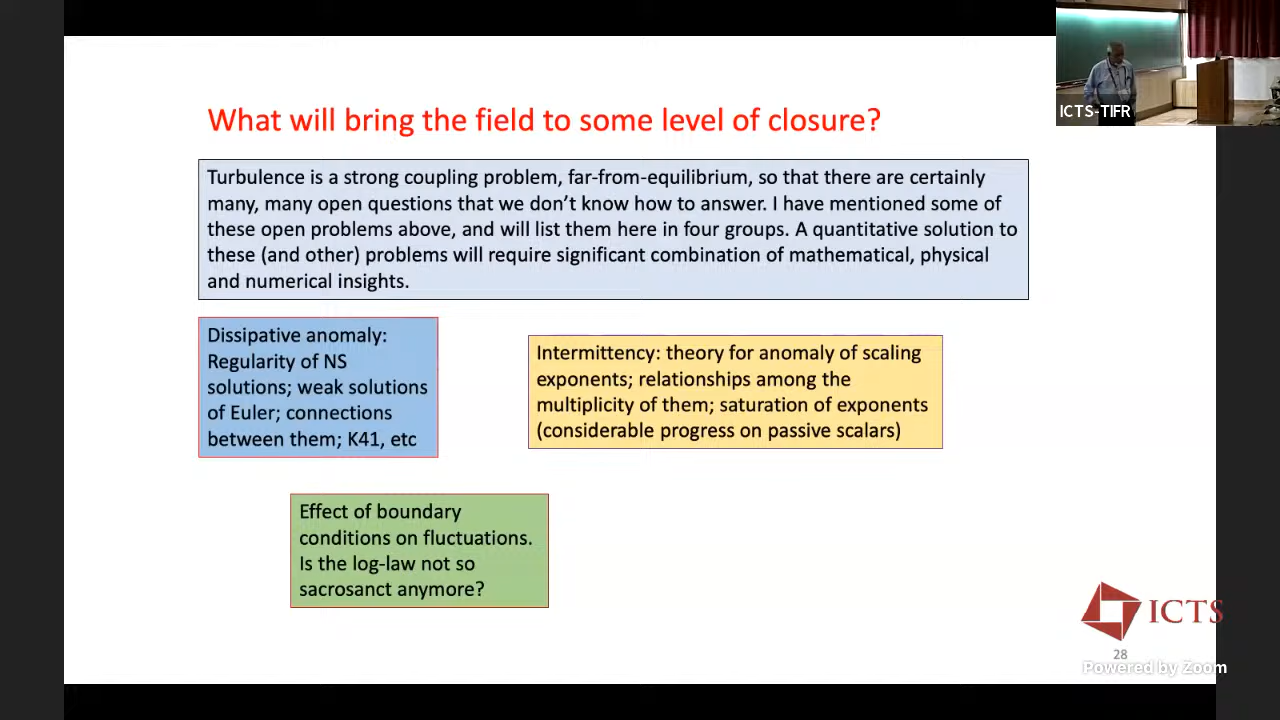 ICTS-TIFR
What will bring the field to some level of closure?
Turbulence is a strong coupling problem, far-from-equilibrium, so that there are certainly
many, many open questions that we don’t know how to answer. I have mentioned some of
these open problems above, and will list them here in four groups. A quantitative solution to
these (and other) problems will require significant combination of mathematical, physical
and numerical insights.
Dissipative anomaly:
Regularity of NS
solutions; weak solutions
of Euler; connections
between them; K41, etc
Intermittency: theory for anomaly of scaling
exponents; relationships among the
multiplicity of them; saturation of exponents
(considerable progress on passive scalars)
Effect of boundary
conditions on fluctuations.
Is the log-law not so
sacrosanct anymore?
ICTS
28
Powered by Zoom